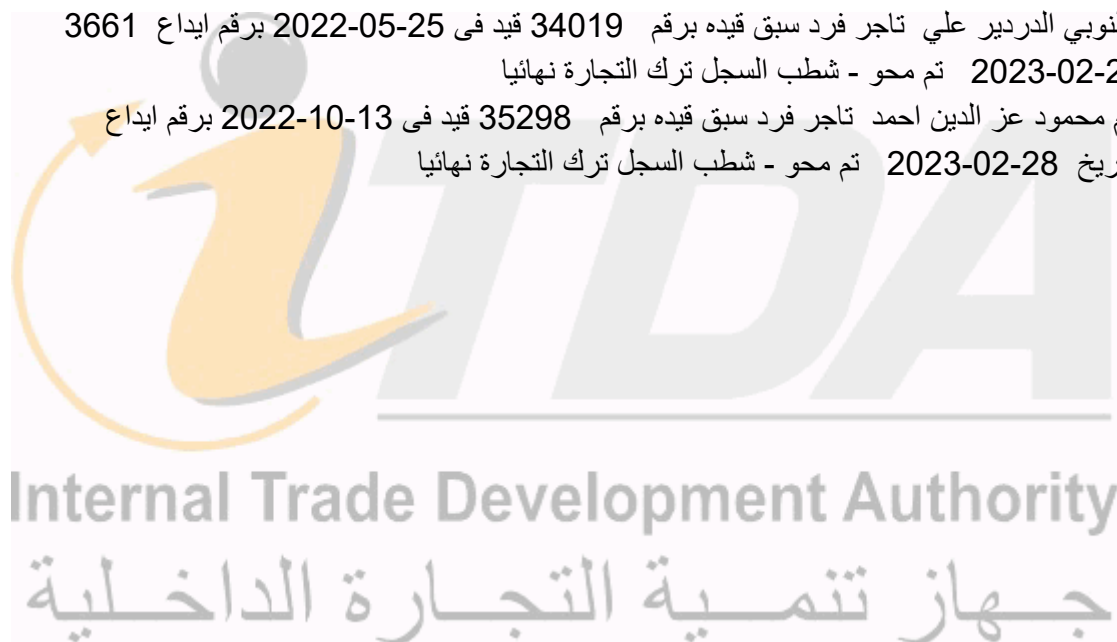 نوبي الدردير علي تاجر فرد سبق قيده برقم 34019 قيد فى 25-05-2022 برقم ايداع 3661
2023-02-2 تم محو - شطب السجل ترك التجارة نهائيا
محمود عز الدين احمد تاجر فرد سبق قيده برقم 35298 قيد فى 13-10-2022 برقم ايداع
ريخ 28-02-2023 تم محو - شطب السجل ترك التجارة نهائيا
iTDA
Internal Trade Development Authority
جهاز تنمية التجارة الداخلية